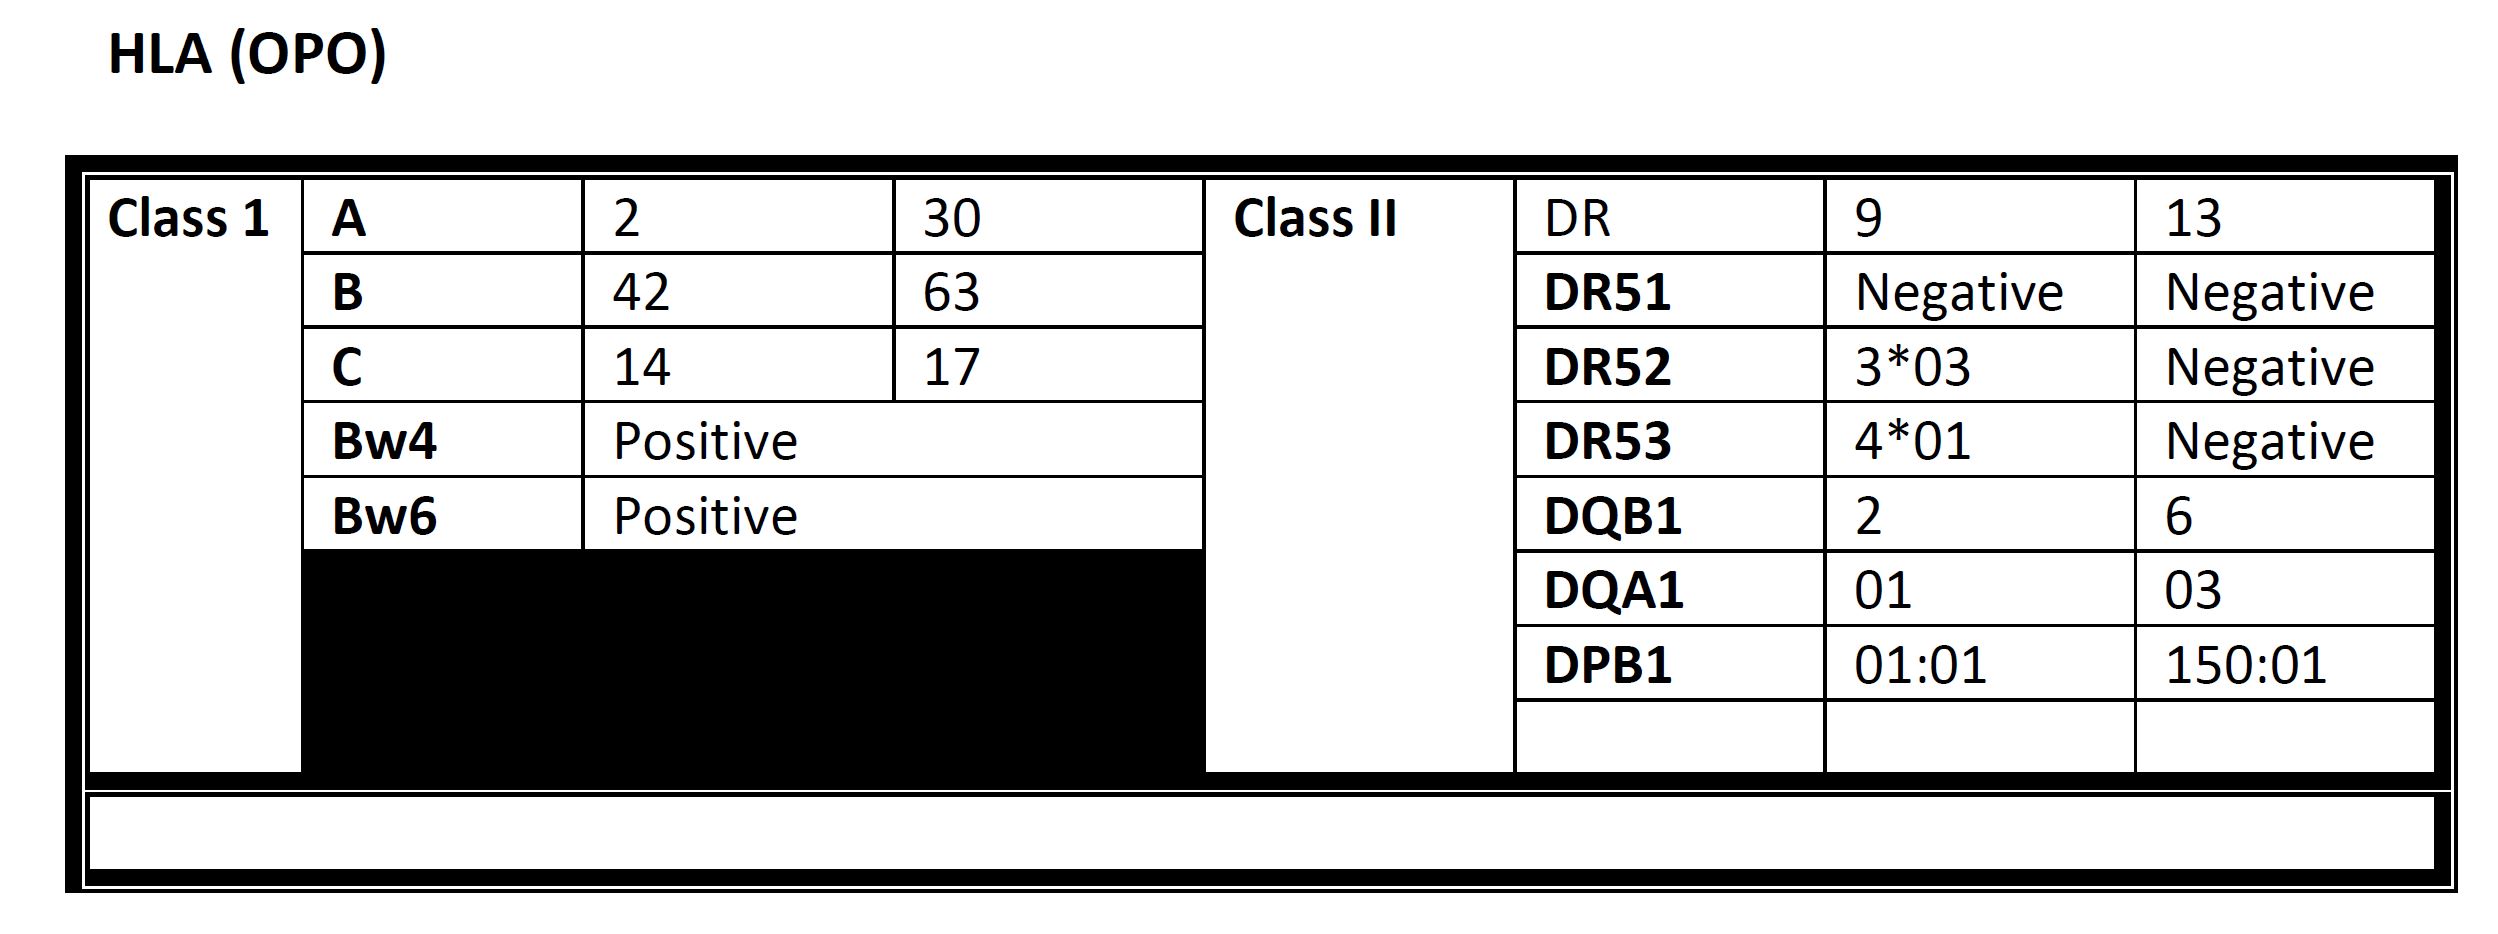 HLA (OPO)
Class 1 A 2 30 Class II DR 9 13
B 42 63 DR51 Negative Negative
C 14 17 DR52 3*03 Negative
Bw4 Positive DR53 4*01 Negative
Bw6 Positive DQB1 2 6
DQA1 01 03
DPB1 01:01 150:01